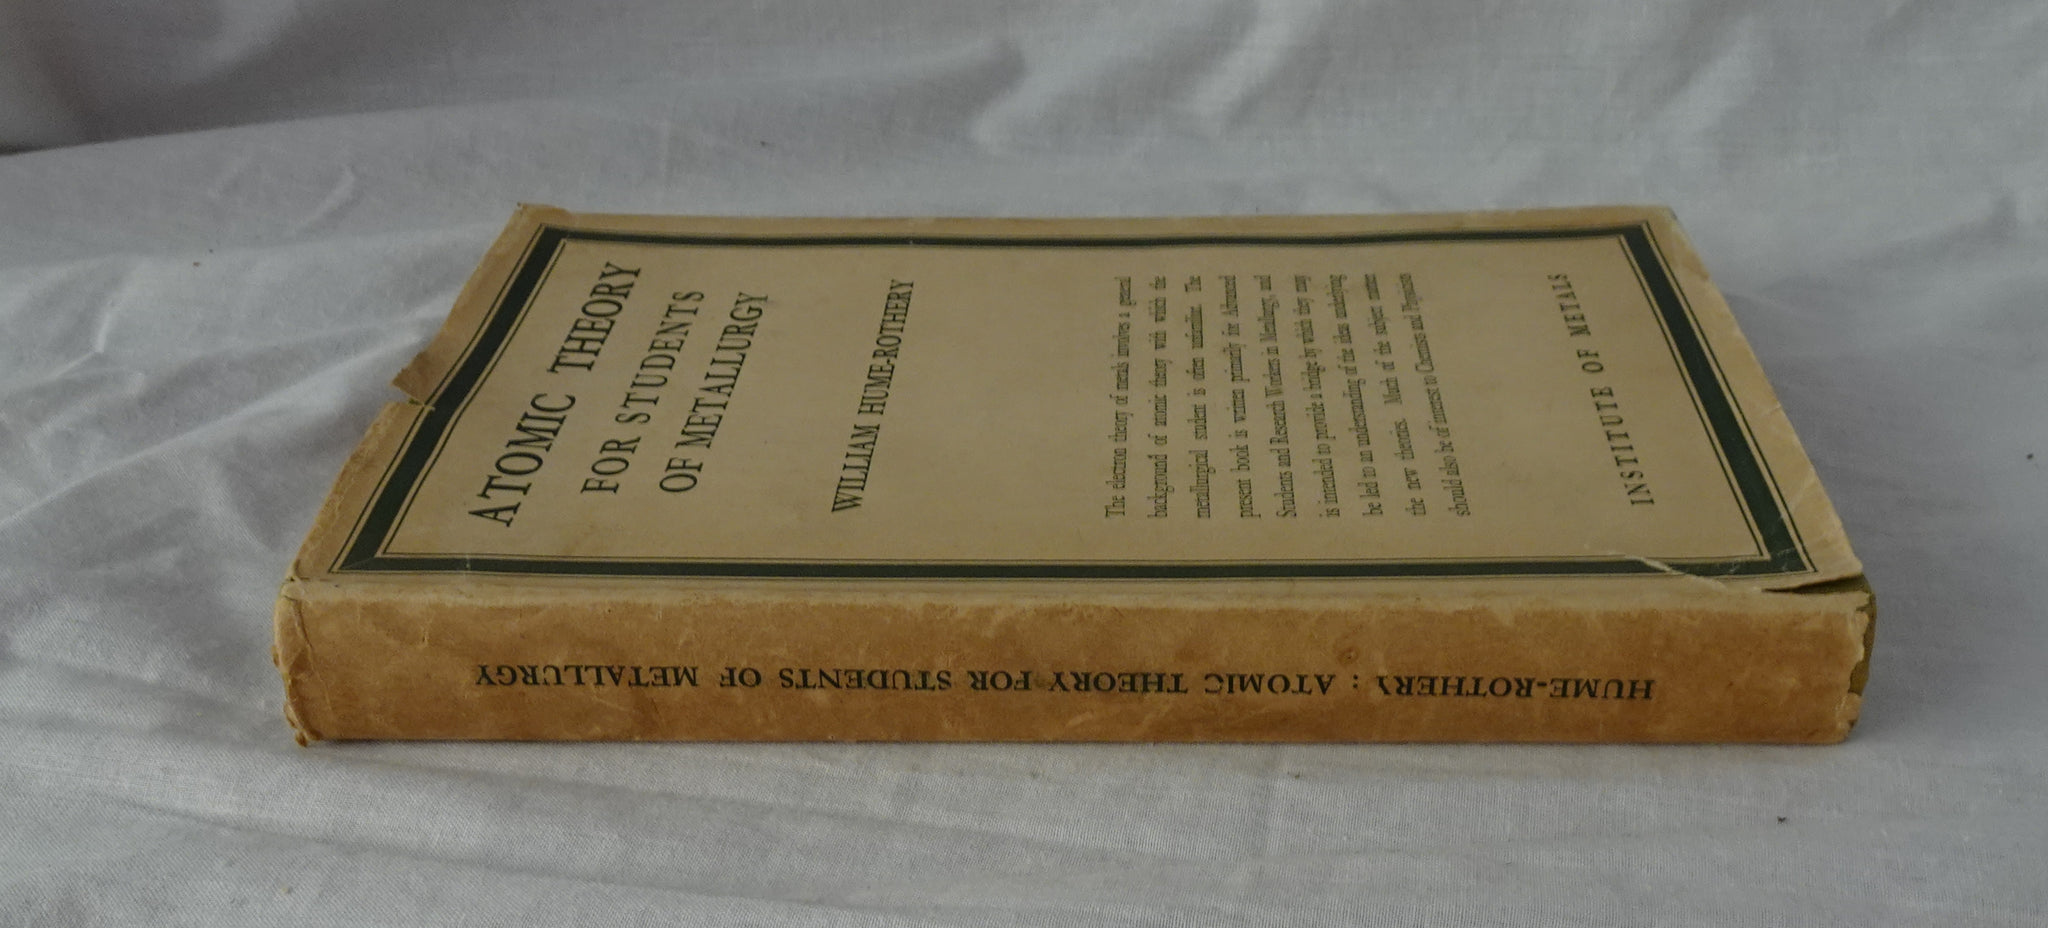 ATOMIC THEORY
FOR STUDENTS
OF METALLURGY
WILLIAM HUME-ROTHERY
The electron theory of metals involves a general
background of atomic theory with which the
metallurgical student is often unfamiliar. The
present book is written primarily for Advanced
Students and Research Workers in Metallurgy, and
is intended to provide a bridge by which they may
be led to an understanding of the ideas underlying
the new theories. Much of the subject matter
should also be of interest to Chemists and Physicists
INSTITUTE OF METALS
HUME-ROTHERY : ATOMIC THEORY FOR STUDENTS OF METALLURGY